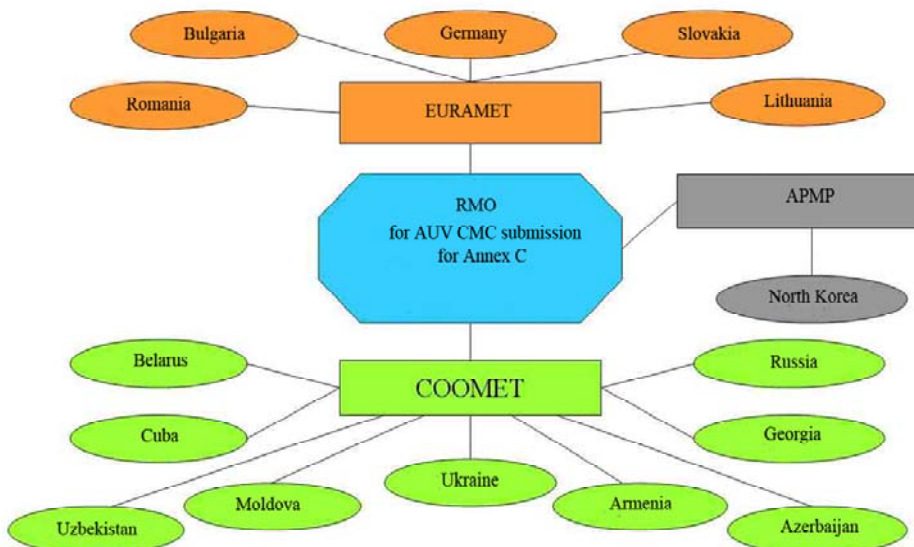 Bulgaria
Germany
Slovakia
Romania
EURAMET
Lithuania
RMO
for AUV CMC submission
for Annex C
APMP
North Korea
Belarus
COOMET
Russia
Cuba
Georgia
Uzbekistan
Moldova
Ukraine
Armenia
Azerbaijan